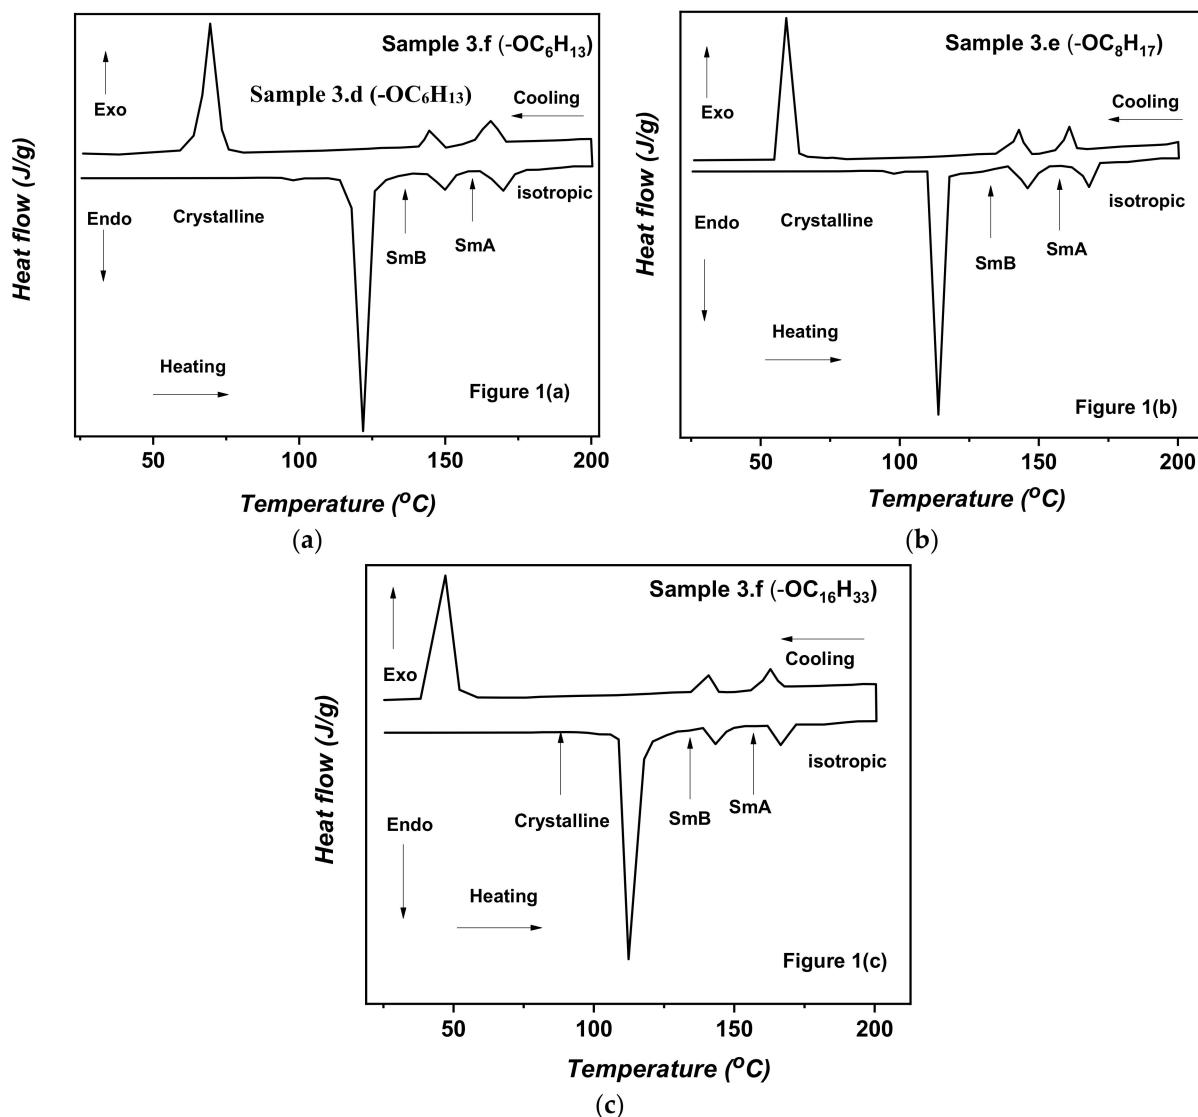 Sample 3.f (-OC₆H₁₃)
Sample 3.d (-OC₆H₁₃)
Exo
Cooling
Heat flow (J/g)
isotropic
Endo
Crystalline
SmB
SmA
Heating
Figure 1(a)
50
100
150
200
Temperature (°C)
(a)
Sample 3.e (-OC₈H₁₇)
Exo
Cooling
Heat flow (J/g)
isotropic
Endo
Crystalline
SmB
SmA
Heating
Figure 1(b)
50
100
150
200
Temperature (°C)
(b)
Sample 3.f (-OC₁₆H₃₃)
Exo
Cooling
Heat flow (J/g)
isotropic
Endo
Crystalline
SmB
SmA
Heating
Figure 1(c)
50
100
150
200
Temperature (°C)
(c)